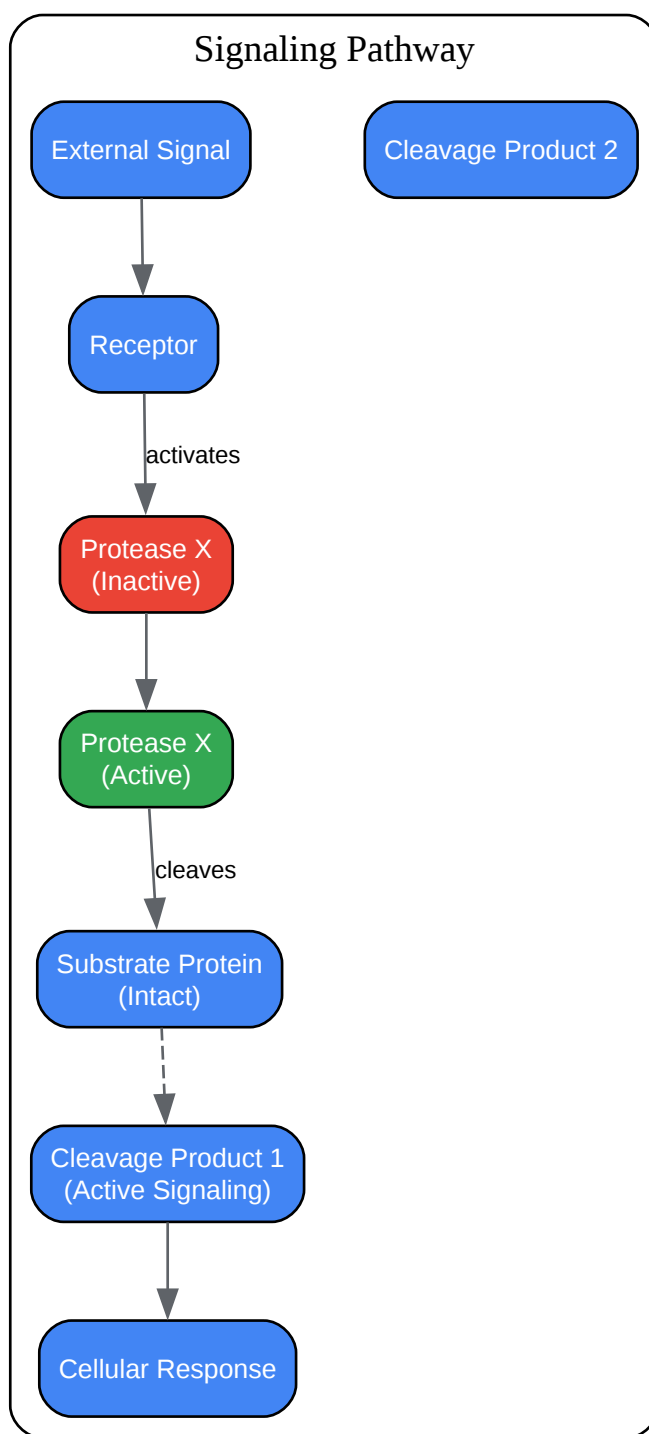 Signaling Pathway
External Signal
Cleavage Product 2
Receptor
activates
Protease X
(Inactive)
Protease X
(Active)
cleaves
Substrate Protein
(Intact)
Cleavage Product 1
(Active Signaling)
Cellular Response